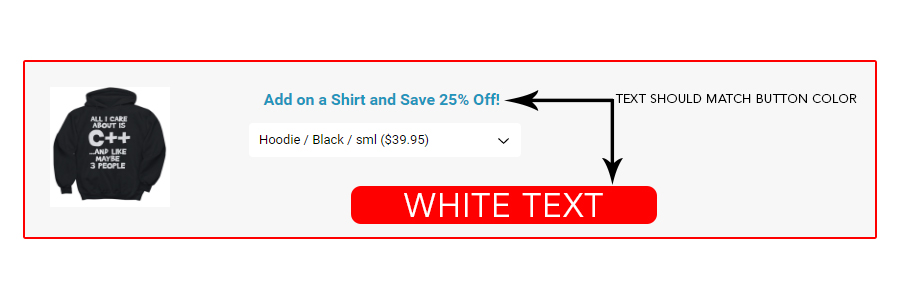 ALL I CARE
ABOUT IS
C++
...AND LIKE
MAYBE
3 PEOPLE
Add on a Shirt and Save 25% Off!
TEXT SHOULD MATCH BUTTON COLOR
Hoodie / Black / sml ($39.95)
WHITE TEXT